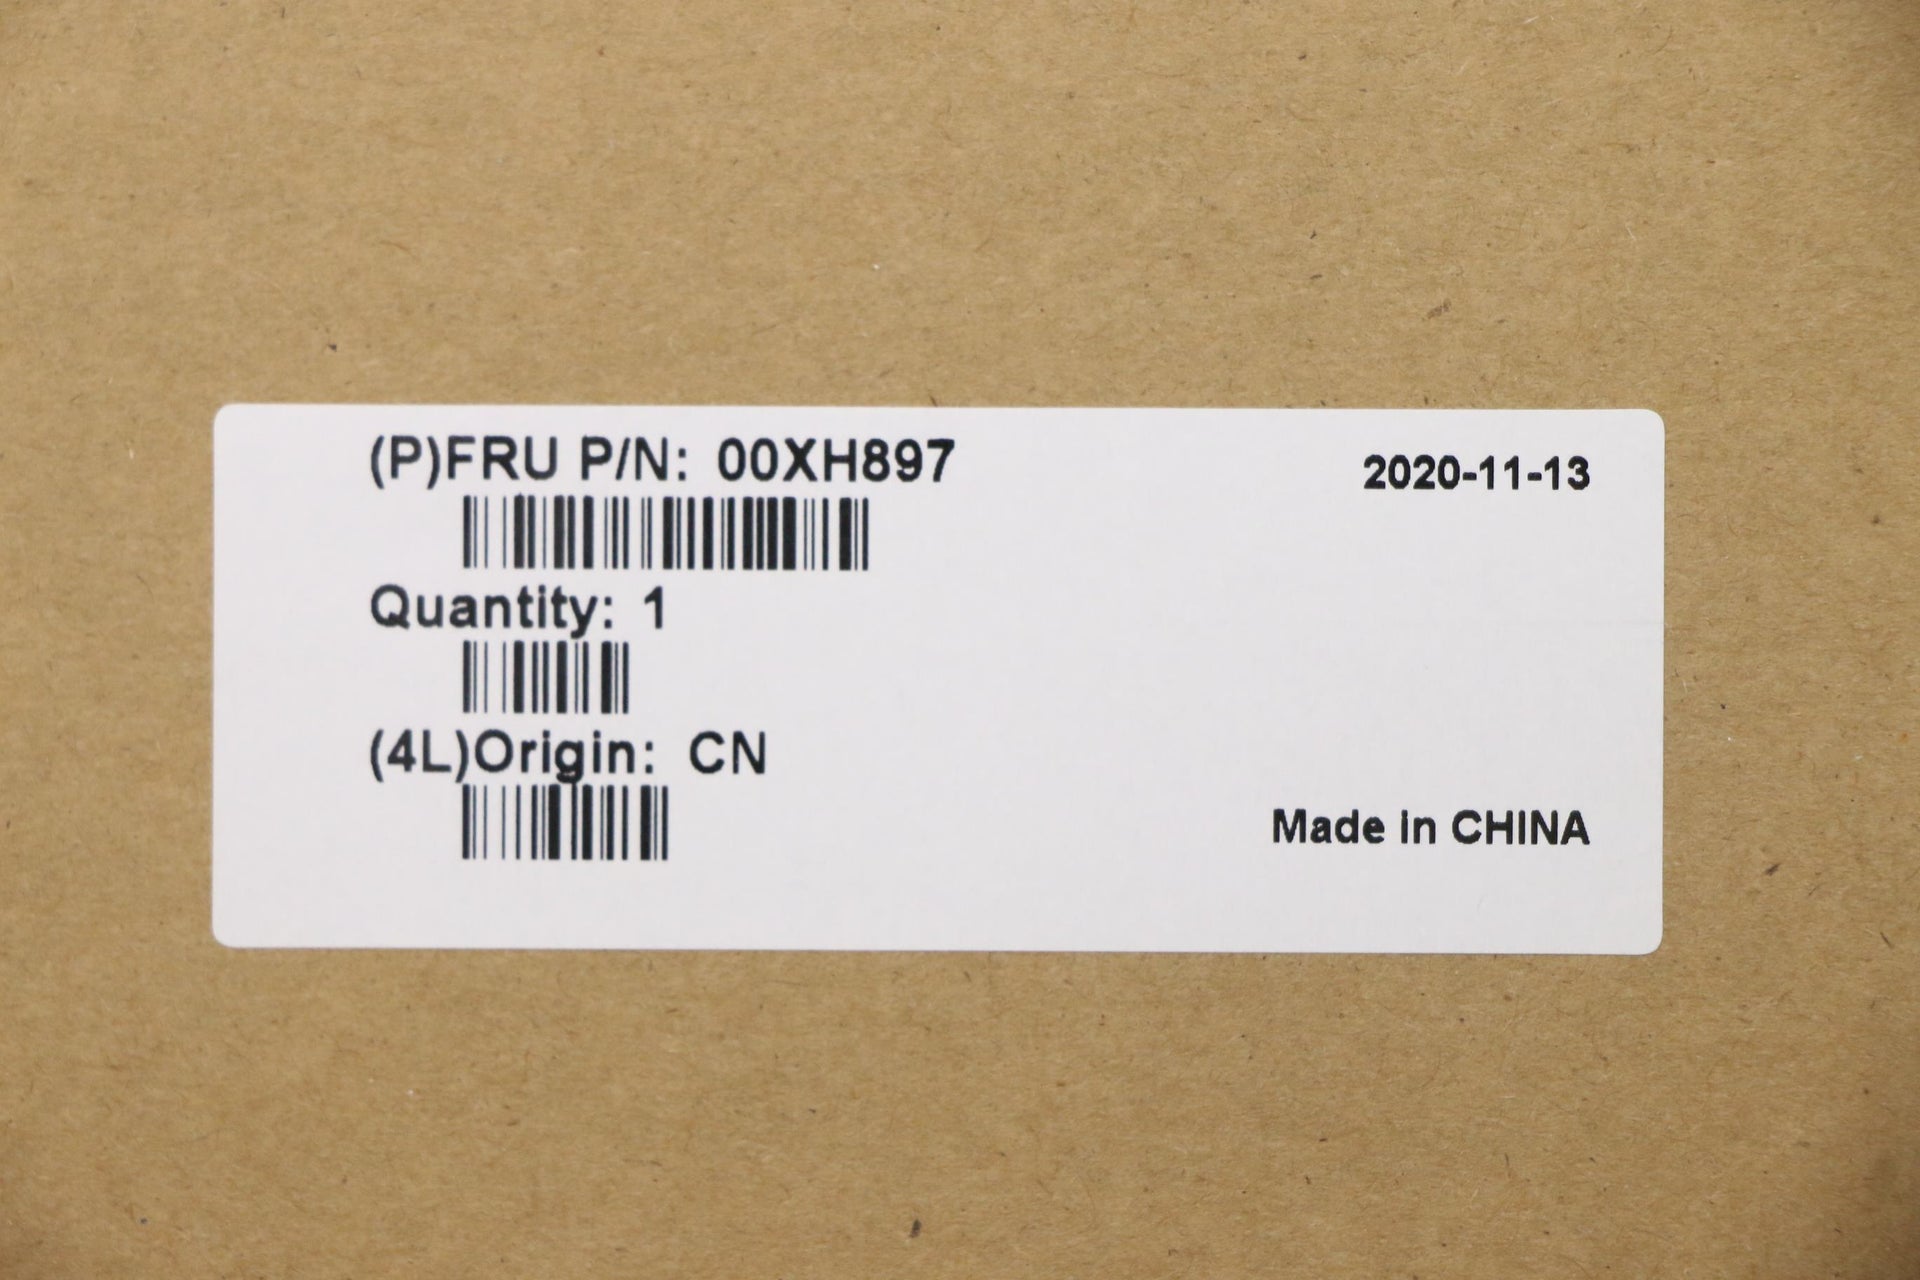 (P)FRU P/N: 00XH897
2020-11-13
Quantity: 1
(4L)Origin: CN
Made in CHINA